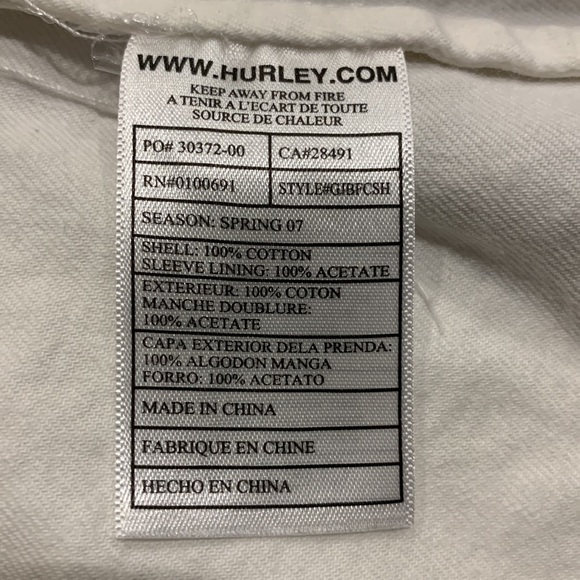 WWW.HURLEY.COM
KEEP AWAY FROM FIRE
A TENIR A L'ECART DE TOUTE
SOURCE DE CHALEUR
PO# 30372-00 CA#28491
RN#0100691 STYLE#GJBFCSH
SEASON: SPRING 07
SHELL: 100% COTTON
SLEEVE LINING: 100% ACETATE
EXTERIEUR: 100% COTON
MANCHE DOUBLURE:
100% ACETATE
CAPA EXTERIOR DELA PRENDA:
100% ALGODON MANGA
FORRO: 100% ACETATO
MADE IN CHINA
FABRIQUE EN CHINE
HECHO EN CHINA